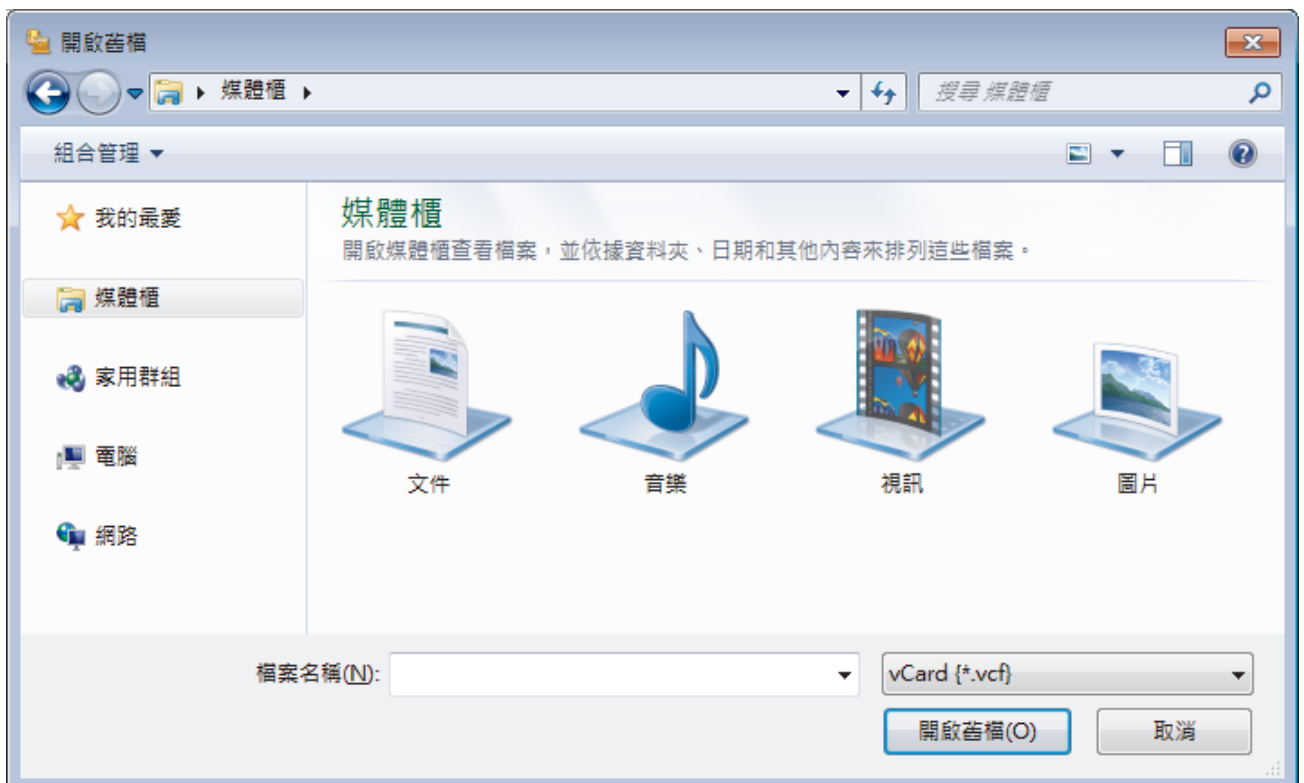 開啟舊檔
媒體櫃
搜尋 媒體櫃
組合管理
我的最愛
媒體櫃
家用群組
電腦
網路
媒體櫃
開啟媒體櫃查看檔案，並依據資料夾、日期和其他內容來排列這些檔案。
文件
音樂
視訊
圖片
檔案名稱(N):
vCard {*.vcf}
開啟舊檔(O)
取消